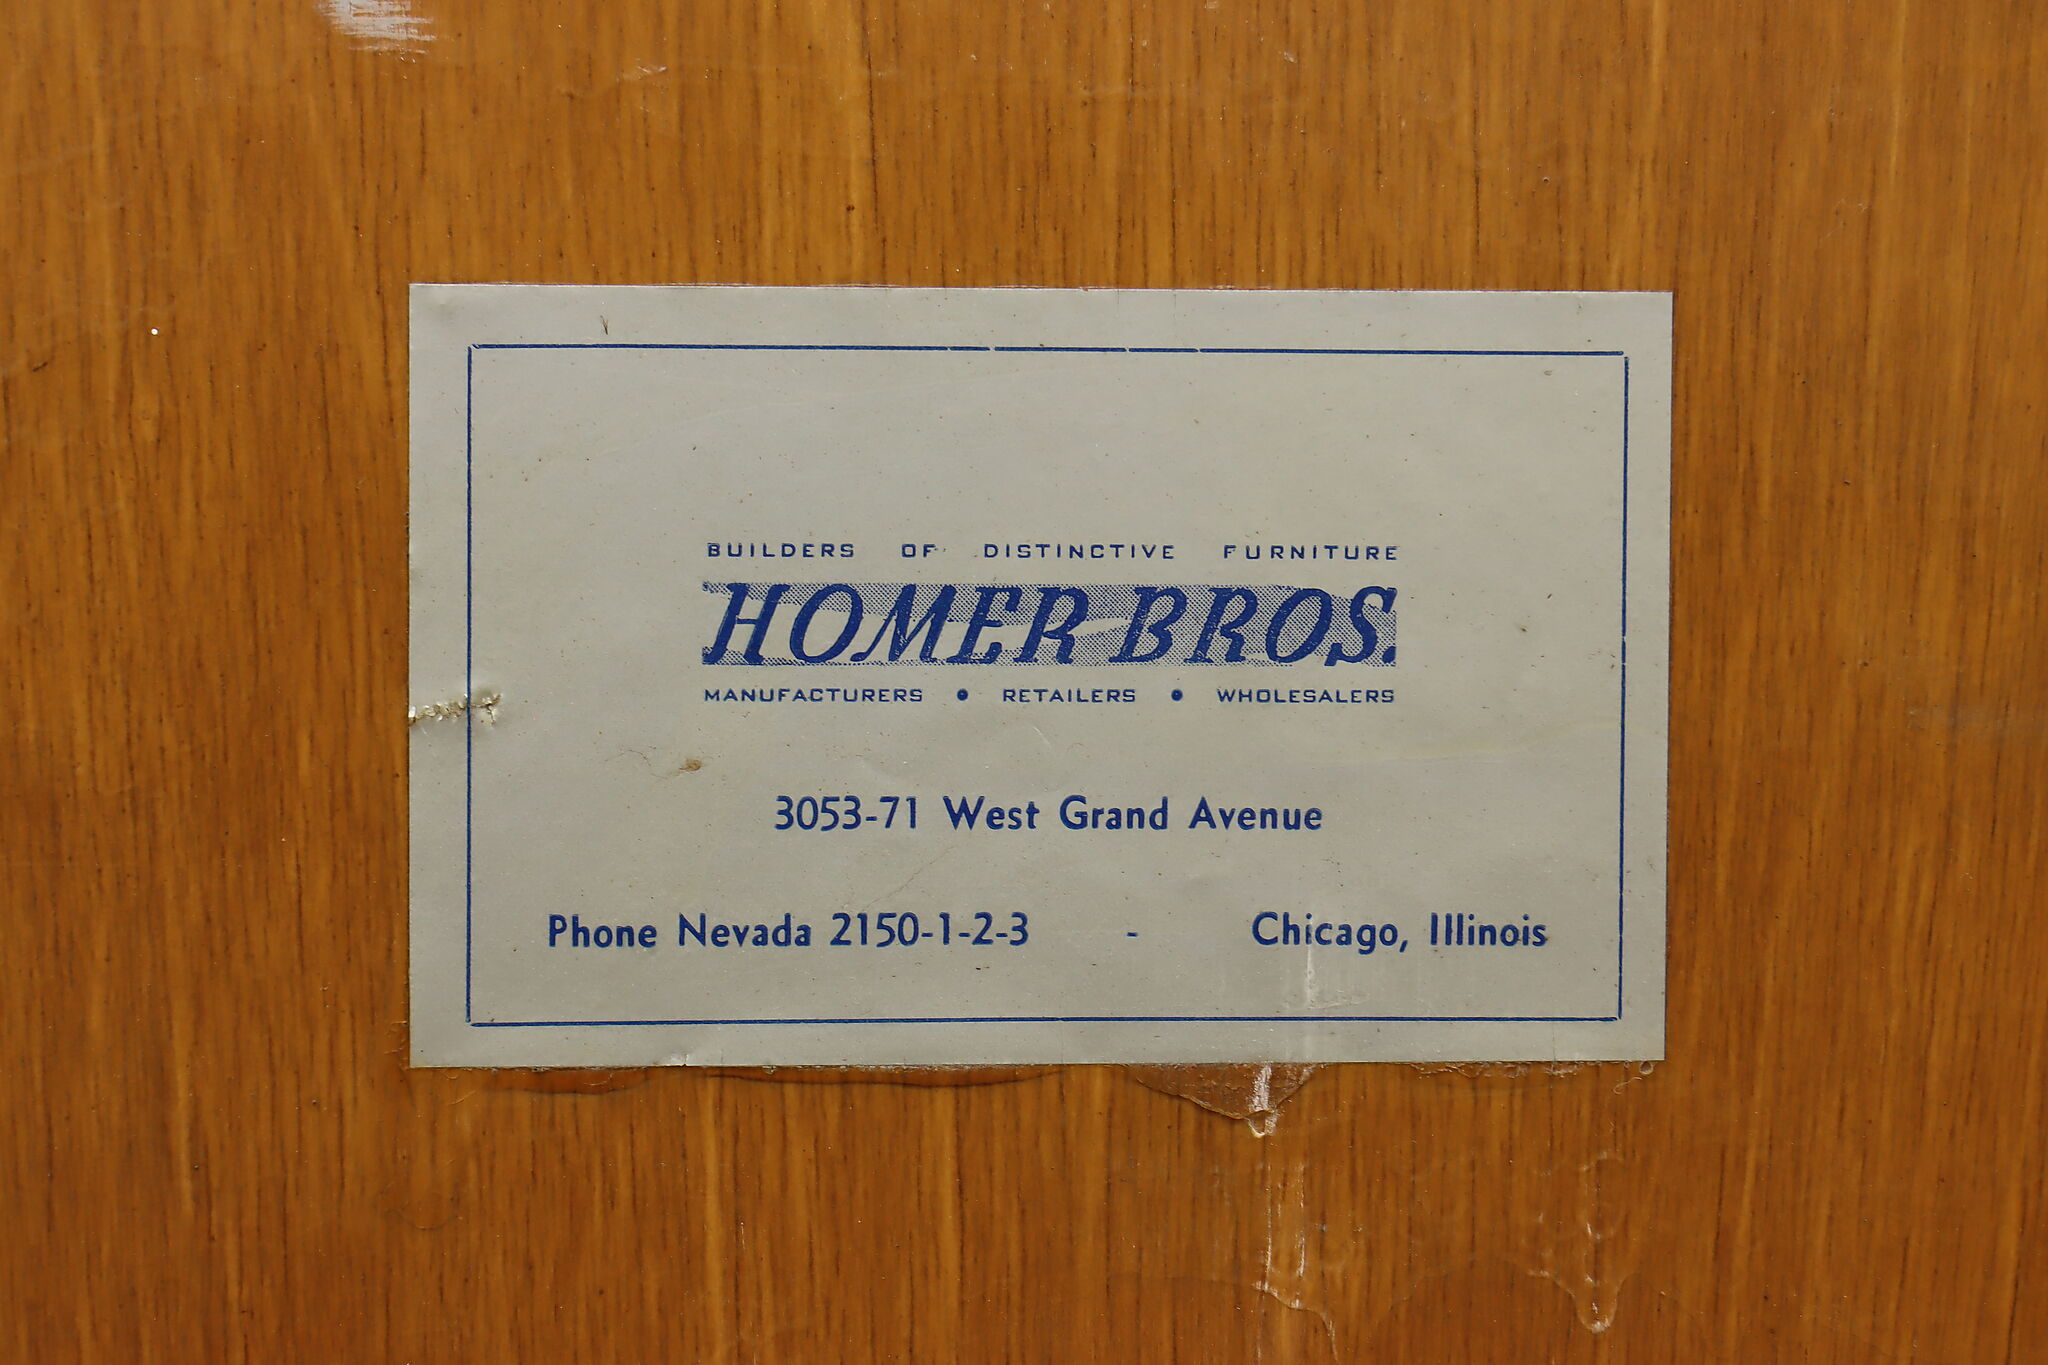 BUILDERS OF DISTINCTIVE FURNITURE
HOMER BROS.
MANUFACTURERS • RETAILERS • WHOLESALERS
3053-71 West Grand Avenue
Phone Nevada 2150-1-2-3 - Chicago, Illinois